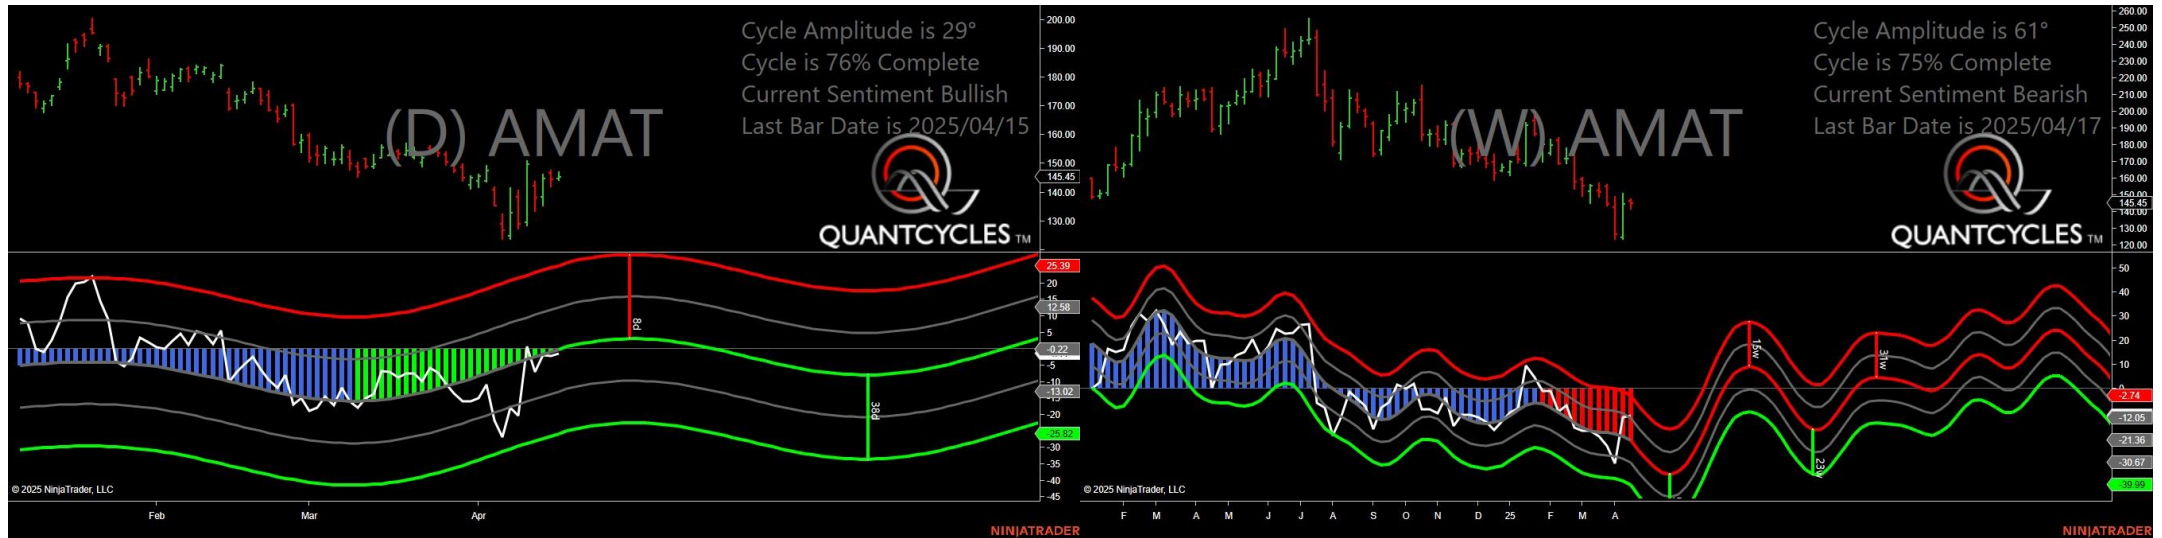 Cycle Amplitude is 29°
Cycle is 76% Complete
Current Sentiment Bullish
Last Bar Date is 2025/04/15
(D) AMAT
QUANTCYCLES TM
200.00
190.00
180.00
170.00
160.00
150.00
145.45
140.00
130.00
25.39
20
15
12.58
10
5
-0.22
-5
-10
-13.02
-15
-20
-25.82
-30
-35
-40
-45
8d
38d
© 2025 NinjaTrader, LLC
Feb Mar Apr
NINJATRADER
Cycle Amplitude is 61°
Cycle is 75% Complete
Current Sentiment Bearish
Last Bar Date is 2025/04/17
(W) AMAT
QUANTCYCLES TM
260.00
250.00
240.00
230.00
220.00
210.00
200.00
190.00
180.00
170.00
160.00
150.00
145.45
140.00
130.00
120.00
50
40
30
20
10
0
-2.74
-12.05
-21.36
-30.67
-39.99
15w
31w
23w
© 2025 NinjaTrader, LLC
F M A M J J A S O N D 25 F M A
NINJATRADER